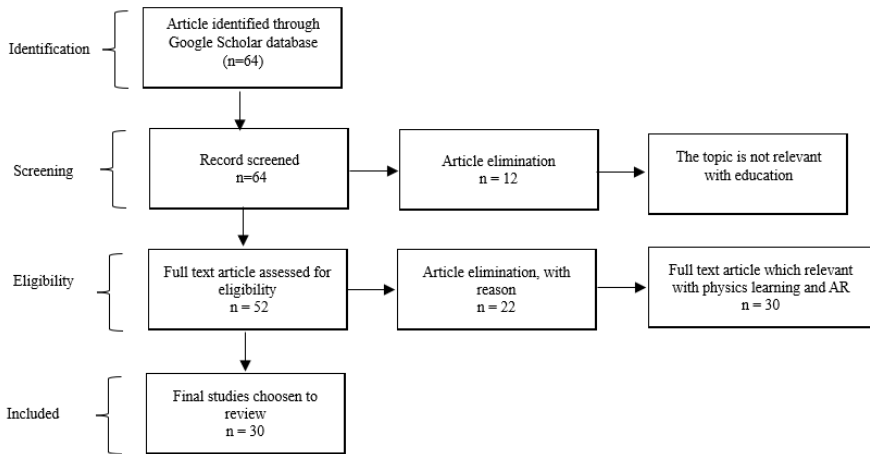 Identification
Article identified through
Google Scholar database
(n=64)
Screening
Record screened
n=64
Article elimination
n = 12
The topic is not relevant
with education
Eligibility
Full text article assessed for
eligibility
n = 52
Article elimination, with
reason
n = 22
Full text article which relevant
with physics learning and AR
n = 30
Included
Final studies choosen to
review
n = 30